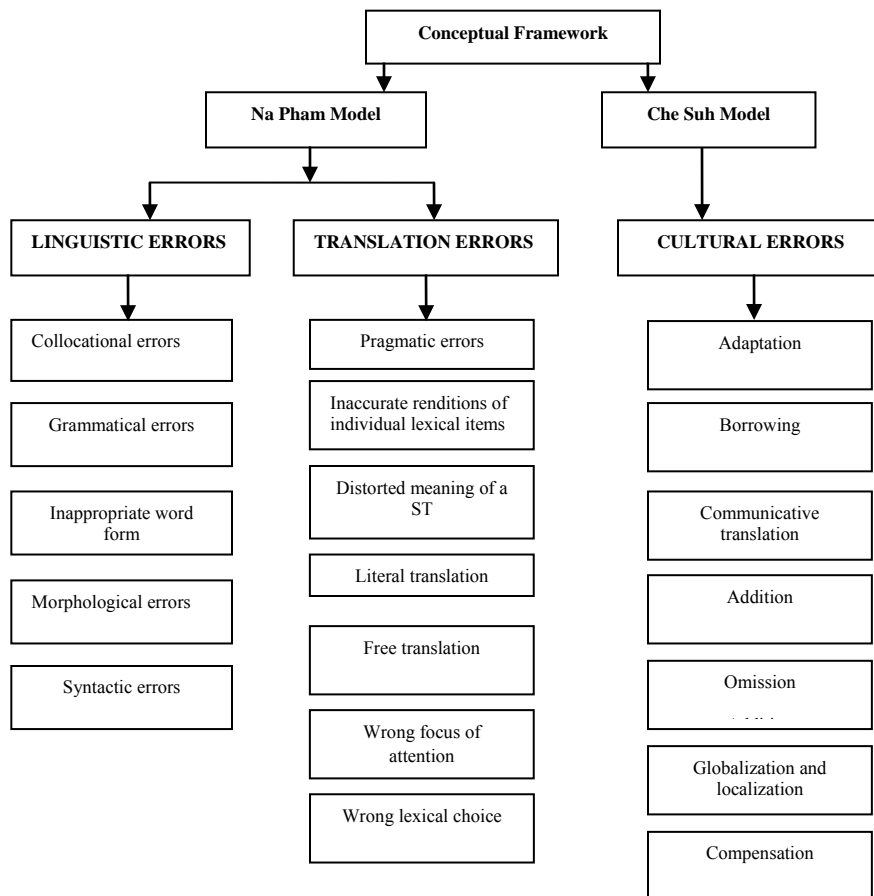 Conceptual Framework
Na Pham Model
Che Suh Model
LINGUISTIC ERRORS
TRANSLATION ERRORS
CULTURAL ERRORS
Collocational errors
Grammatical errors
Inappropriate word
form
Morphological errors
Syntactic errors
Pragmatic errors
Inaccurate renditions of
individual lexical items
Distorted meaning of a
ST
Literal translation
Free translation
Wrong focus of
attention
Wrong lexical choice
Adaptation
Borrowing
Communicative
translation
Addition
Omission
Globalization and
localization
Compensation